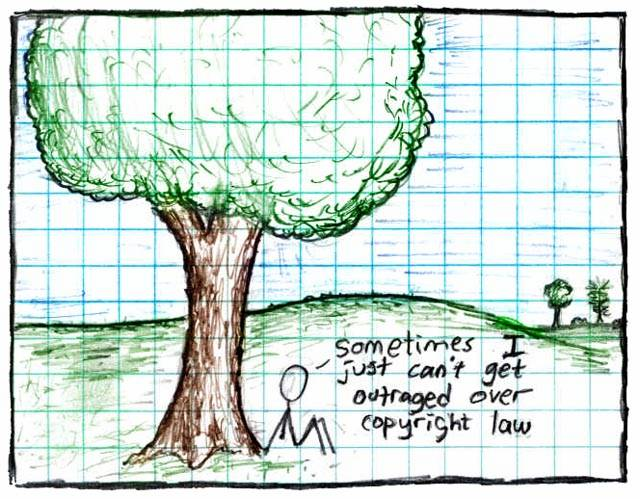 sometimes I
just can't get
outraged over
copyright law